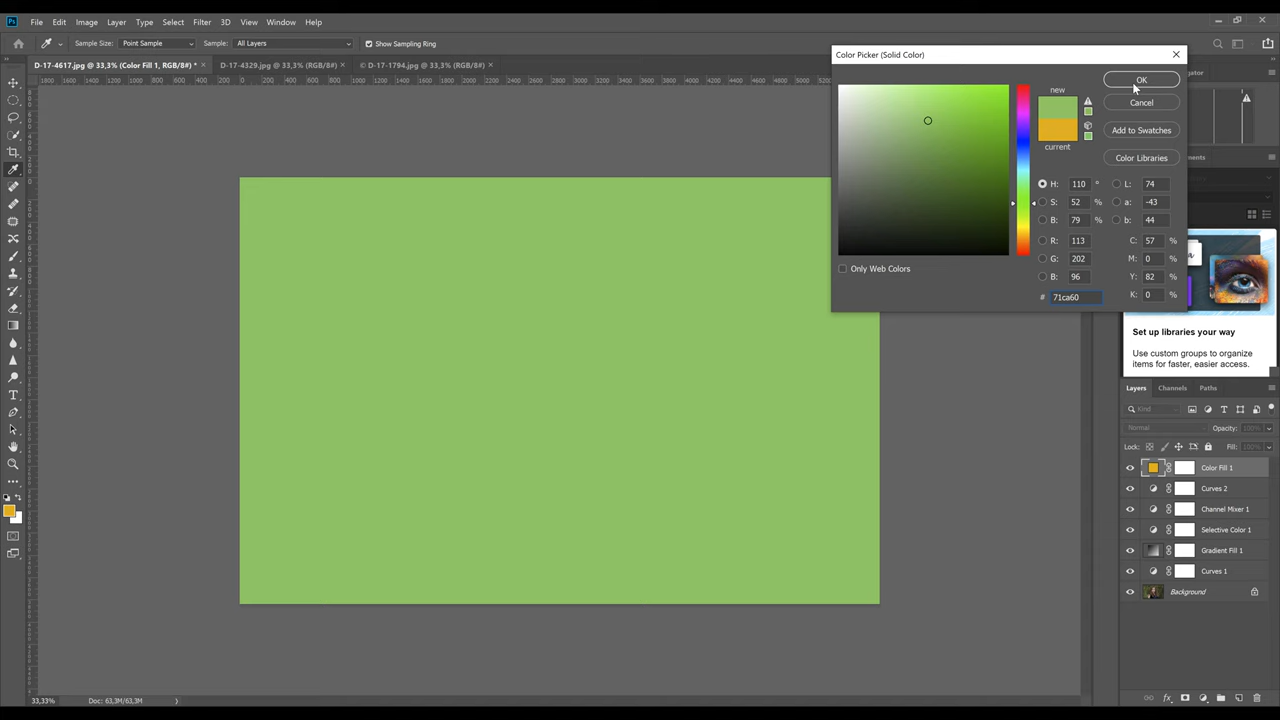 Ps File Edit Image Layer Type Select Filter 3D View Window Help
Sample Size: Point Sample Sample: All Layers Show Sampling Ring
D-17-4617.jpg @ 33,3% (Color Fill 1, RGB/8#) * × D-17-4329.jpg @ 33,3% (RGB/8#) × © D-17-1794.jpg @ 33,3% (RGB/8#) ×
Color Picker (Solid Color)
new
current
OK
Cancel
Add to Swatches
Color Libraries
H: 110 ° L: 74
S: 52 % a: -43
B: 79 % b: 44
R: 113 C: 57 %
G: 202 M: 0 %
B: 96 Y: 82 %
# 71ca60 K: 0 %
Only Web Colors
Set up libraries your way
Use custom groups to organize
items for faster, easier access.
Layers Channels Paths
Kind
Normal Opacity: 100%
Lock: Fill: 100%
Color Fill 1
Curves 2
Channel Mixer 1
Selective Color 1
Gradient Fill 1
Curves 1
Background
33,33% Doc: 63,3M/63,3M